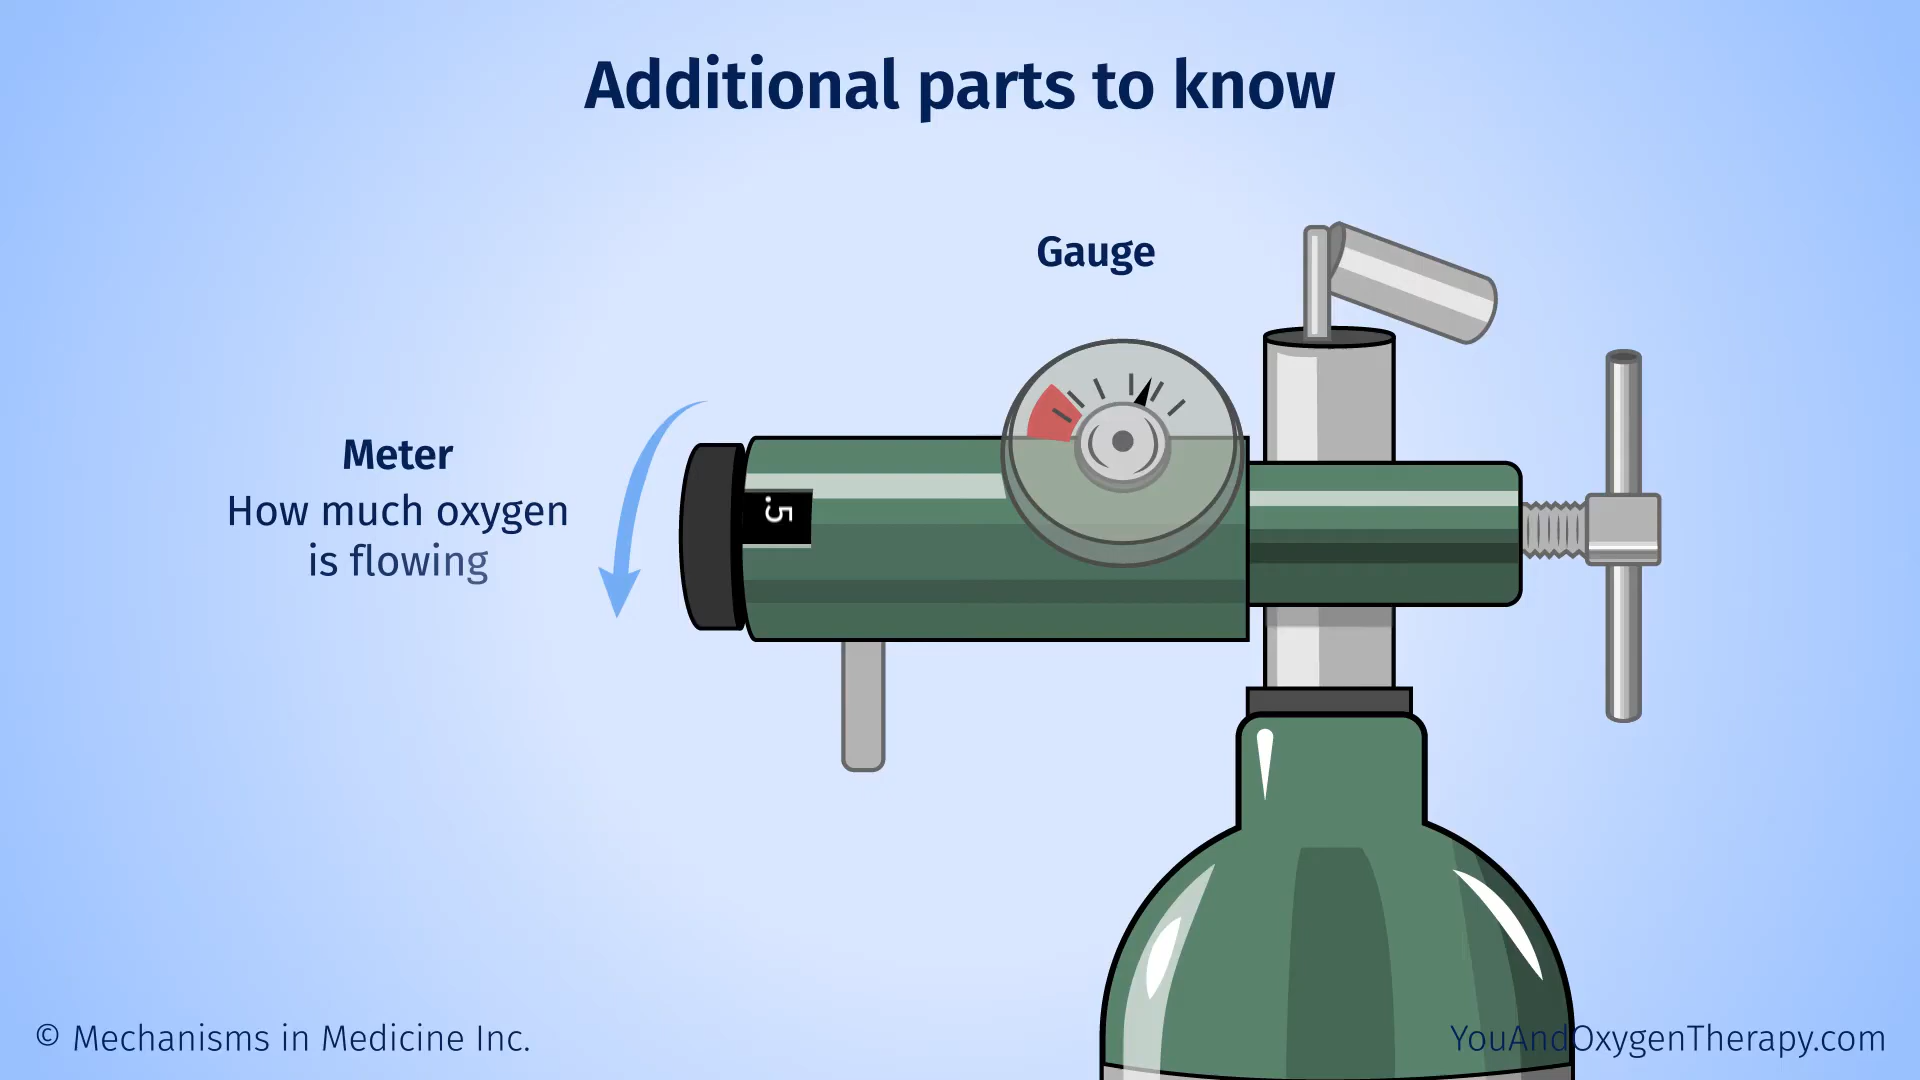 Additional parts to know
Gauge
Meter
How much oxygen
is flowing
.5
© Mechanisms in Medicine Inc.
YouAndOxygenTherapy.com